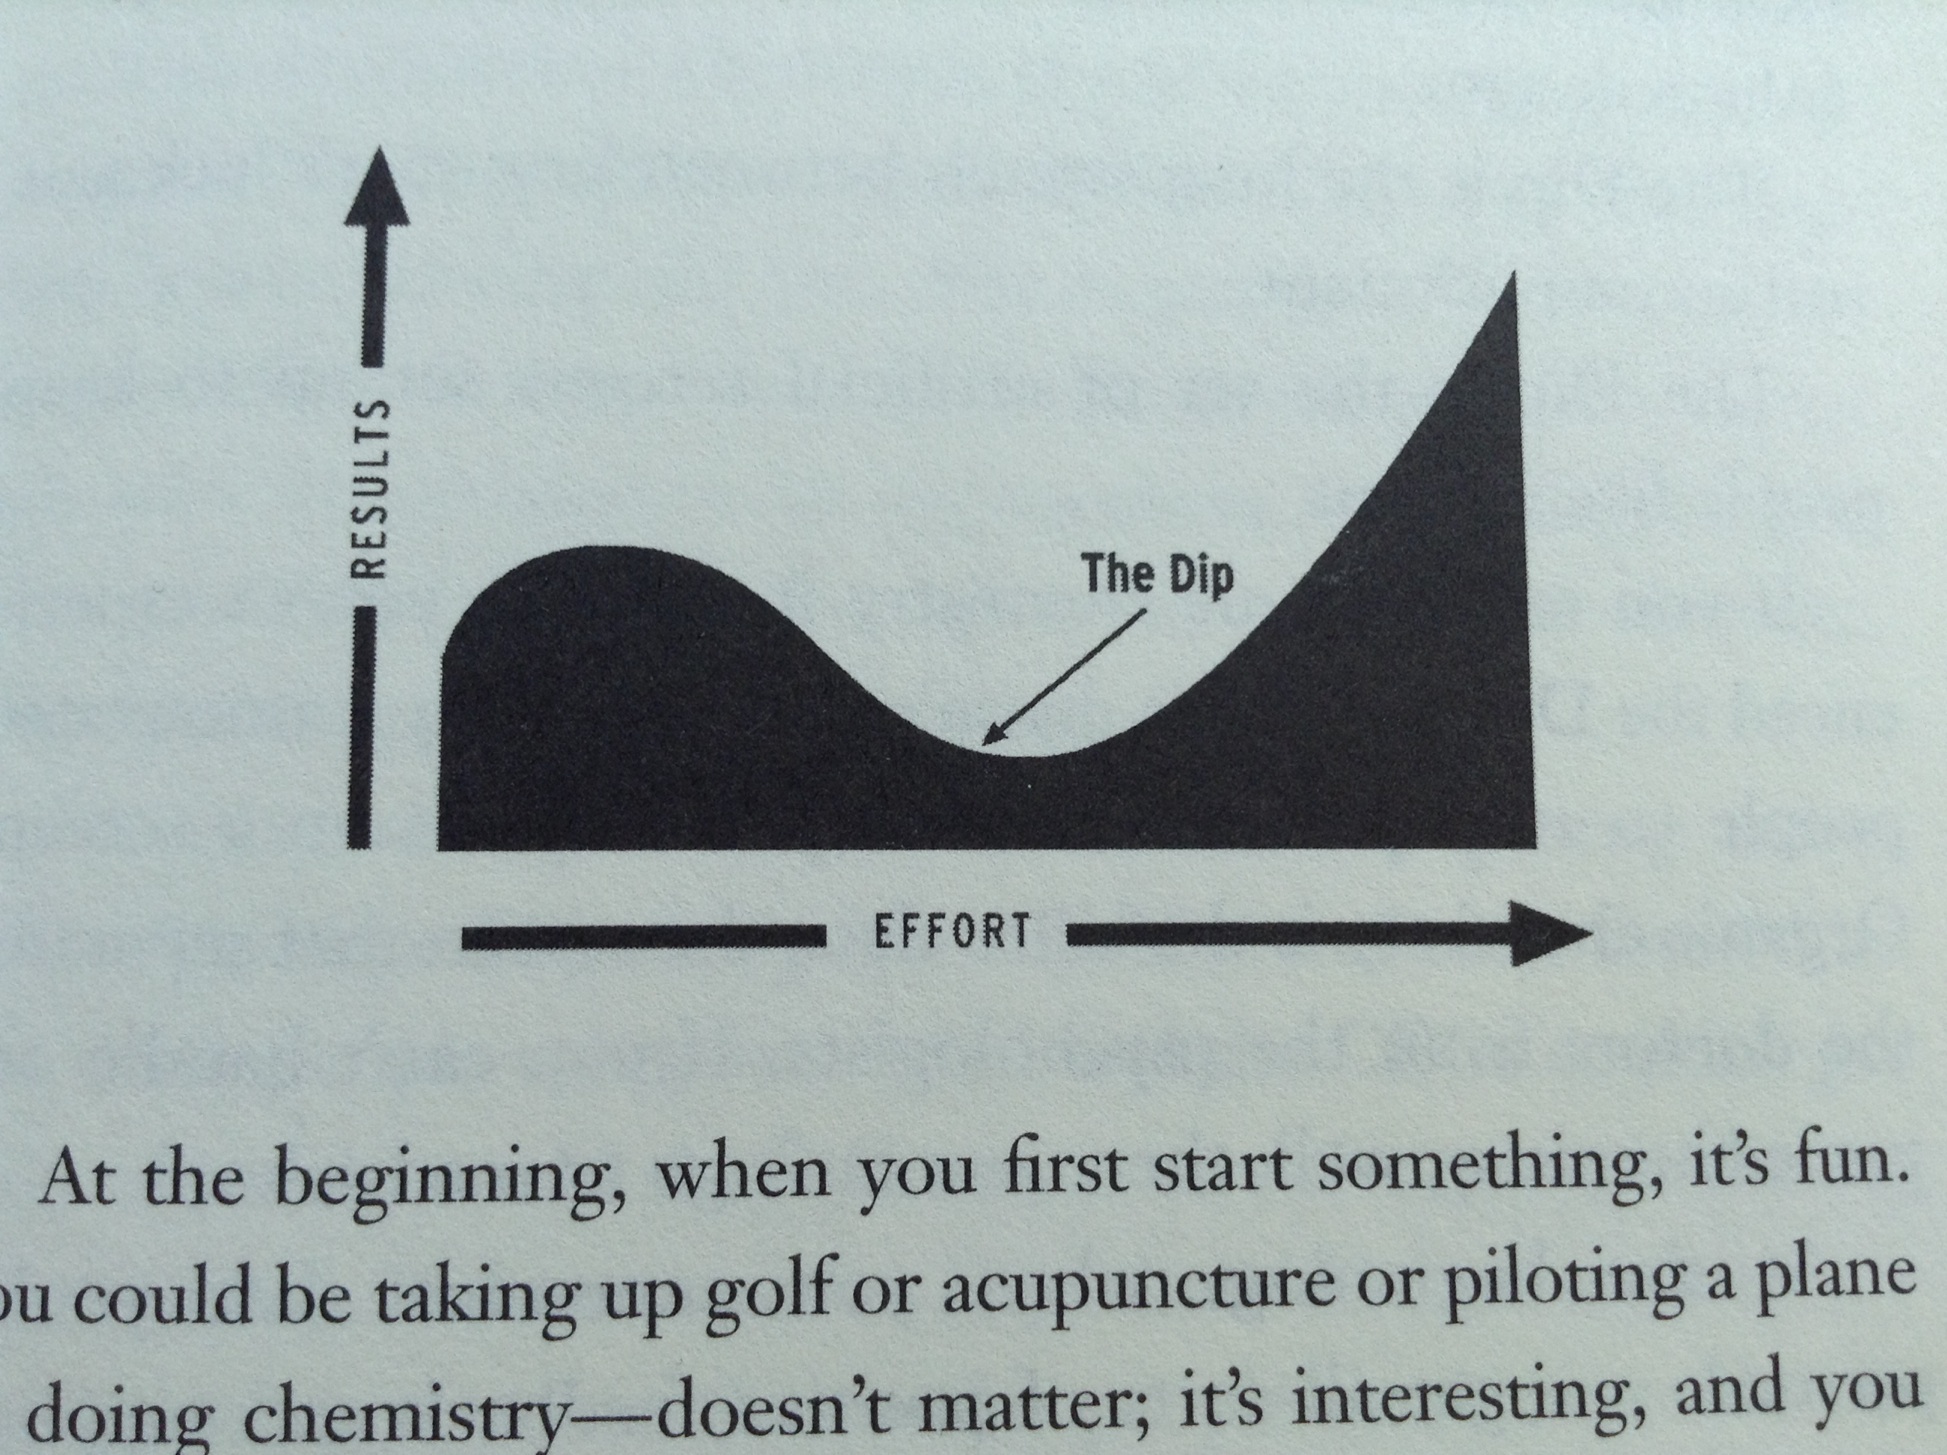 RESULTS
The Dip
EFFORT
At the beginning, when you first start something, it's fun.
could be taking up golf or acupuncture or piloting a plane
doing chemistry—doesn't matter; it's interesting, and you